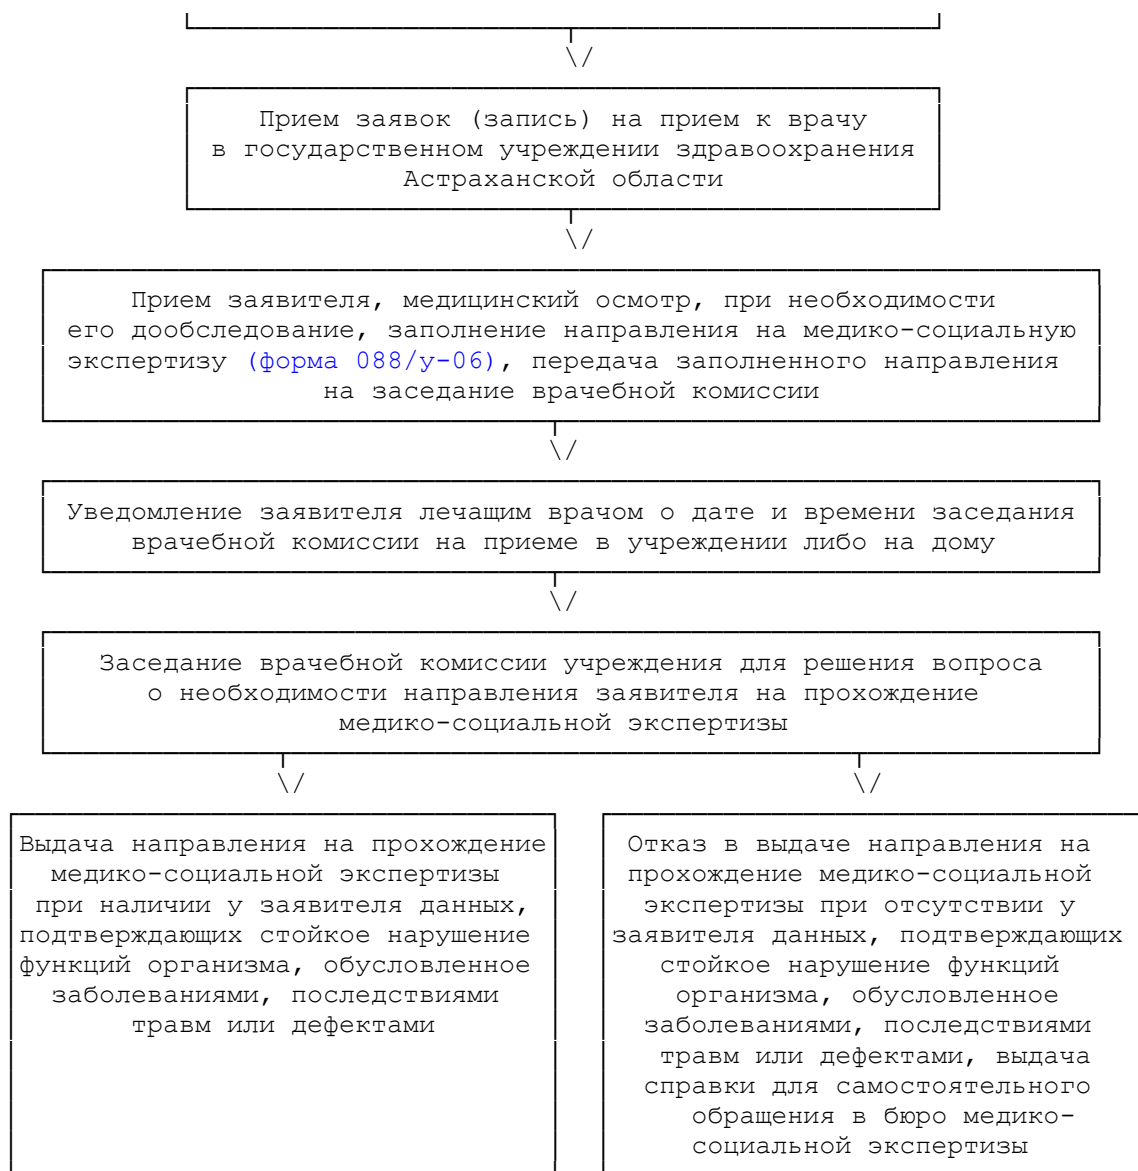 \/
Прием заявок (запись) на прием к врачу
в государственном учреждении здравоохранения
Астраханской области
\/
Прием заявителя, медицинский осмотр, при необходимости
его дообследование, заполнение направления на медико-социальную
экспертизу (форма 088/у-06), передача заполненного направления
на заседание врачебной комиссии
\/
Уведомление заявителя лечащим врачом о дате и времени заседания
врачебной комиссии на приеме в учреждении либо на дому
\/
Заседание врачебной комиссии учреждения для решения вопроса
о необходимости направления заявителя на прохождение
медико-социальной экспертизы
\/ \/
Выдача направления на прохождение
медико-социальной экспертизы
при наличии у заявителя данных,
подтверждающих стойкое нарушение
функций организма, обусловленное
заболеваниями, последствиями
травм или дефектами
Отказ в выдаче направления на
прохождение медико-социальной
экспертизы при отсутствии у
заявителя данных, подтверждающих
стойкое нарушение функций
организма, обусловленное
заболеваниями, последствиями
травм или дефектами, выдача
справки для самостоятельного
обращения в бюро медико-
социальной экспертизы